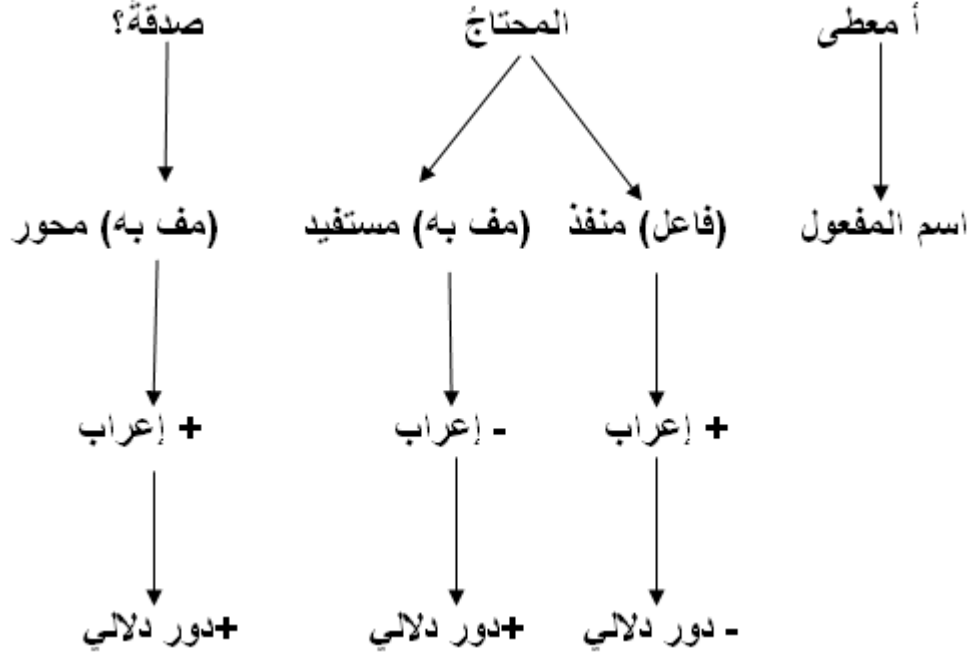 أ معطى المحتاجُ صدقةً؟
اسم المفعول (فاعل) منفذ (مف به) مستفيد (مف به) محور
+ إعراب - إعراب + إعراب
- دور دلالي +دور دلالي +دور دلالي